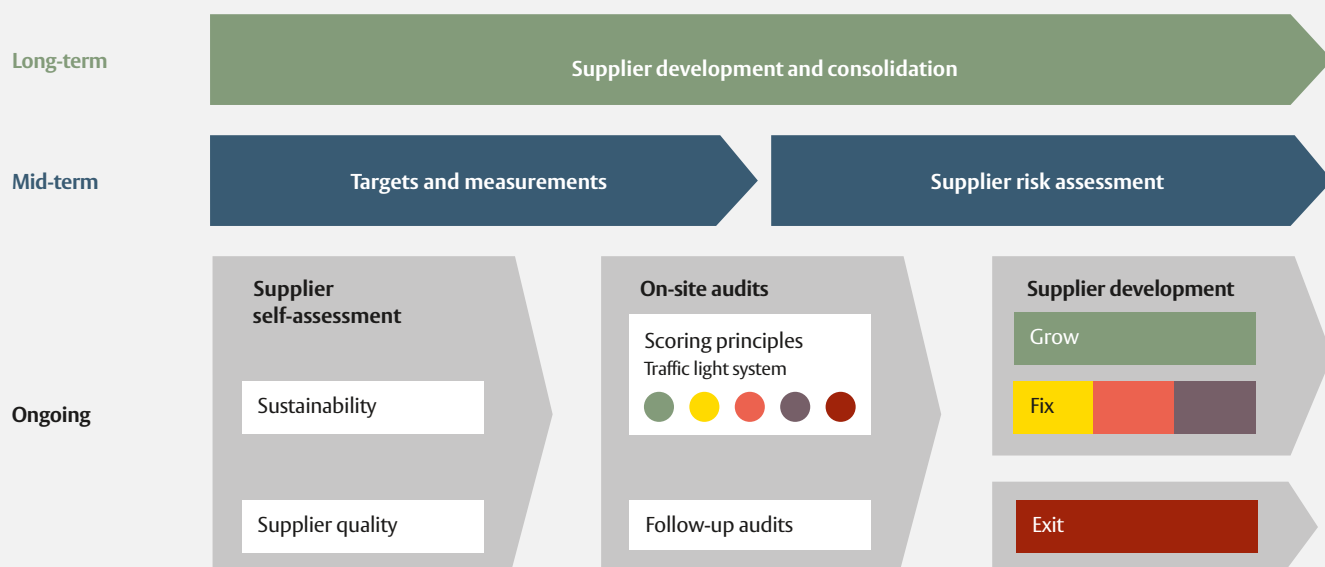 Long-term
Supplier development and consolidation
Mid-term
Targets and measurements
Supplier risk assessment
Ongoing
Supplier
self-assessment
Sustainability
Supplier quality
On-site audits
Scoring principles
Traffic light system
Follow-up audits
Supplier development
Grow
Fix
Exit